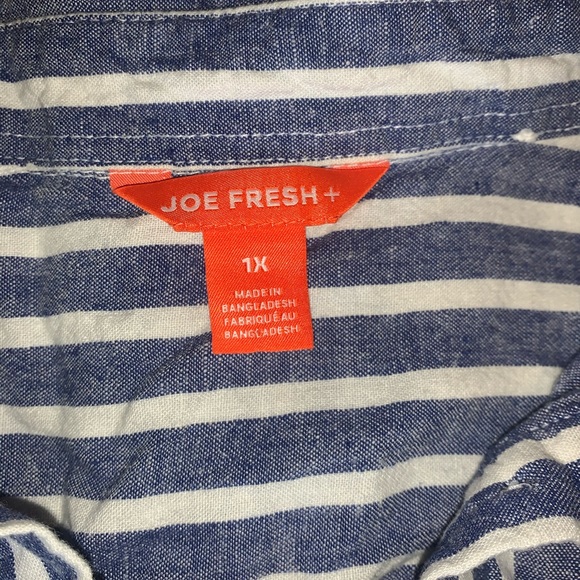 JOE FRESH +
1X
MADE IN
BANGLADESH
FABRIQUÉ AU
BANGLADESH